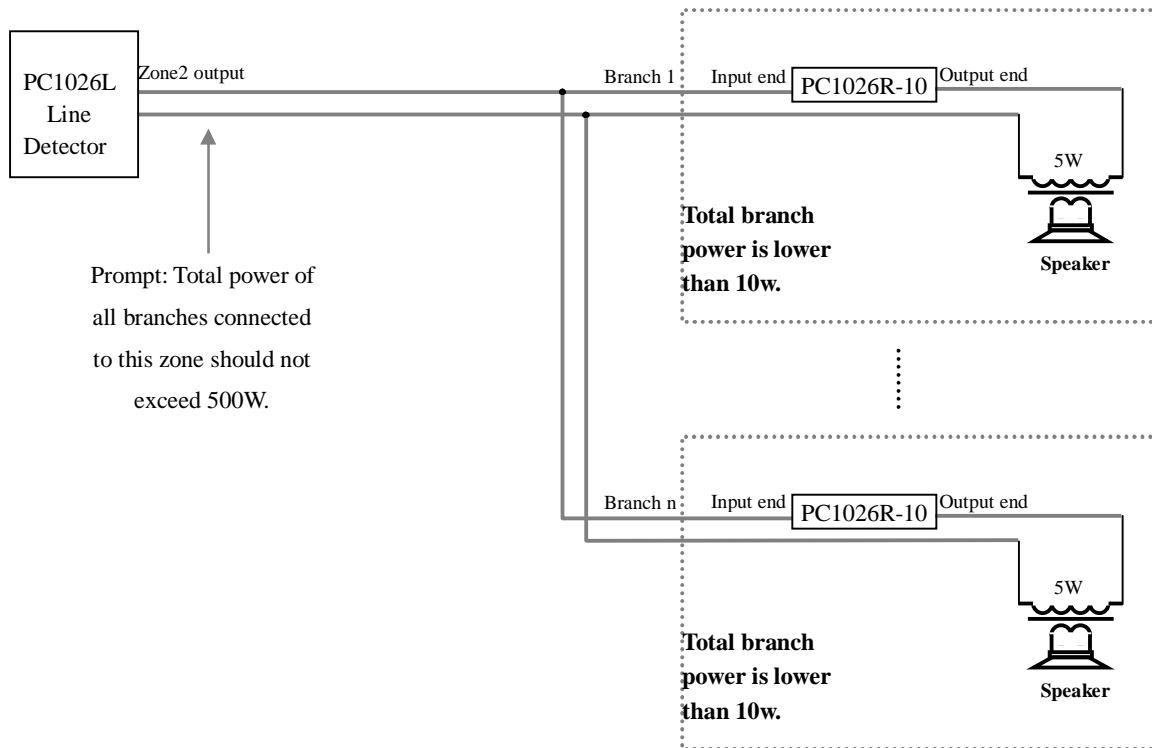 PC1026L
Line
Detector
Zone2 output
Branch 1
Input end
PC1026R-10
Output end
5W
Speaker
Total branch
power is lower
than 10w.
Prompt: Total power of
all branches connected
to this zone should not
exceed 500W.
Branch n
Input end
PC1026R-10
Output end
5W
Speaker
Total branch
power is lower
than 10w.